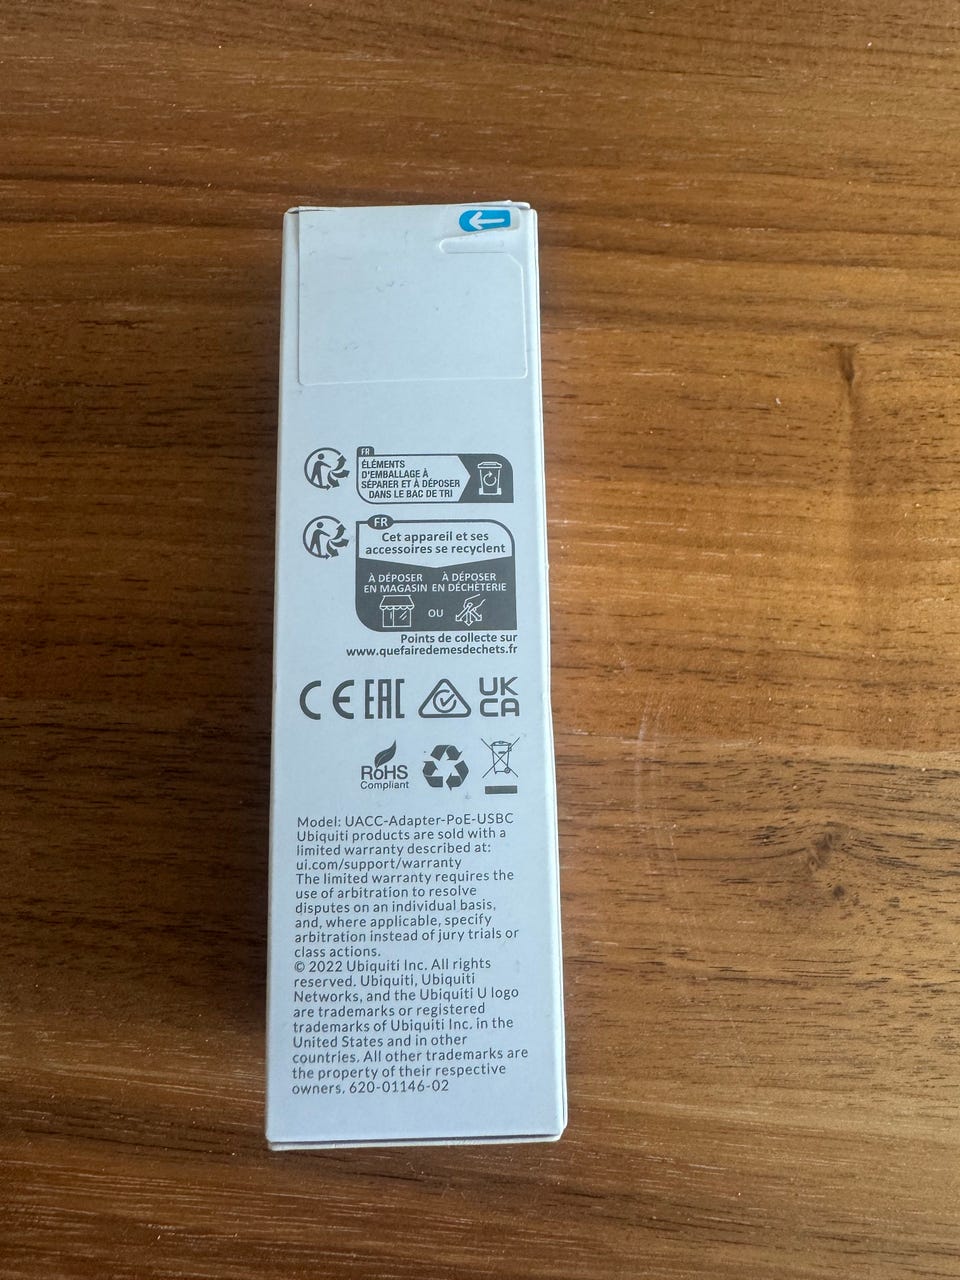 FR
ÉLÉMENTS
D'EMBALLAGE À
SÉPARER ET À DÉPOSER
DANS LE BAC DE TRI
FR
Cet appareil et ses
accessoires se recyclent
À DÉPOSER EN MAGASIN
OU
À DÉPOSER EN DÉCHÈTERIE
Points de collecte sur
www.quefairedemesdechets.fr
CE EAC UK CA
RoHS
Compliant
Model: UACC-Adapter-PoE-USBC
Ubiquiti products are sold with a
limited warranty described at:
ui.com/support/warranty
The limited warranty requires the
use of arbitration to resolve
disputes on an individual basis,
and, where applicable, specify
arbitration instead of jury trials or
class actions.
© 2022 Ubiquiti Inc. All rights
reserved. Ubiquiti, Ubiquiti
Networks, and the Ubiquiti U logo
are trademarks or registered
trademarks of Ubiquiti Inc. in the
United States and in other
countries. All other trademarks are
the property of their respective
owners. 620-01146-02